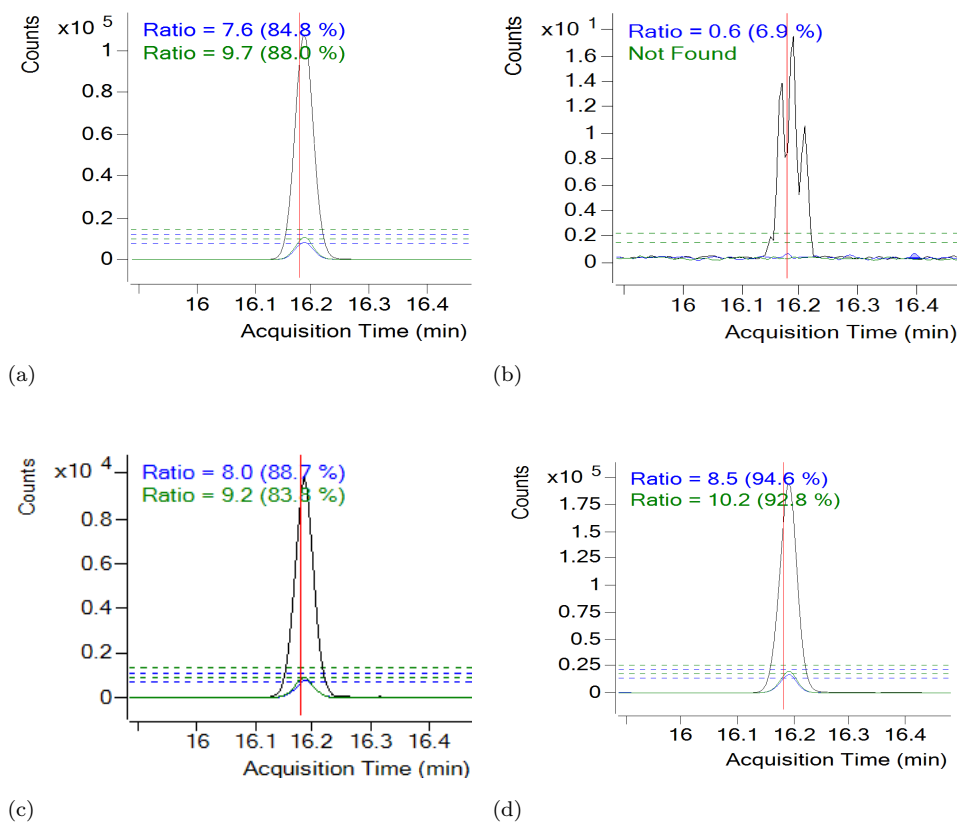 x10 5
Counts
Ratio = 7.6 (84.8 %)
Ratio = 9.7 (88.0 %)
1
0.8
0.6
0.4
0.2
0
16 16.1 16.2 16.3 16.4
Acquisition Time (min)
(a)
x10 1
Counts
Ratio = 0.6 (6.9 %)
Not Found
1.6
1.4
1.2
1
0.8
0.6
0.4
0.2
0
16 16.1 16.2 16.3 16.4
Acquisition Time (min)
(b)
x10 4
Counts
Ratio = 8.0 (88.7 %)
Ratio = 9.2 (83.8 %)
1
0.8
0.6
0.4
0.2
0
16 16.1 16.2 16.3 16.4
Acquisition Time (min)
(c)
x10 5
Counts
Ratio = 8.5 (94.6 %)
Ratio = 10.2 (92.8 %)
1.75
1.5
1.25
1
0.75
0.5
0.25
0
16 16.1 16.2 16.3 16.4
Acquisition Time (min)
(d)